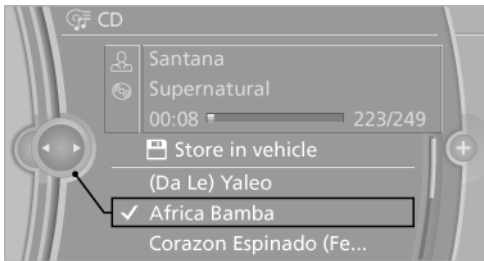 CD
Santana
Supernatural
00:08 223/249
Store in vehicle
(Da Le) Yaleo
Africa Bamba
Corazon Espinado (Fe...